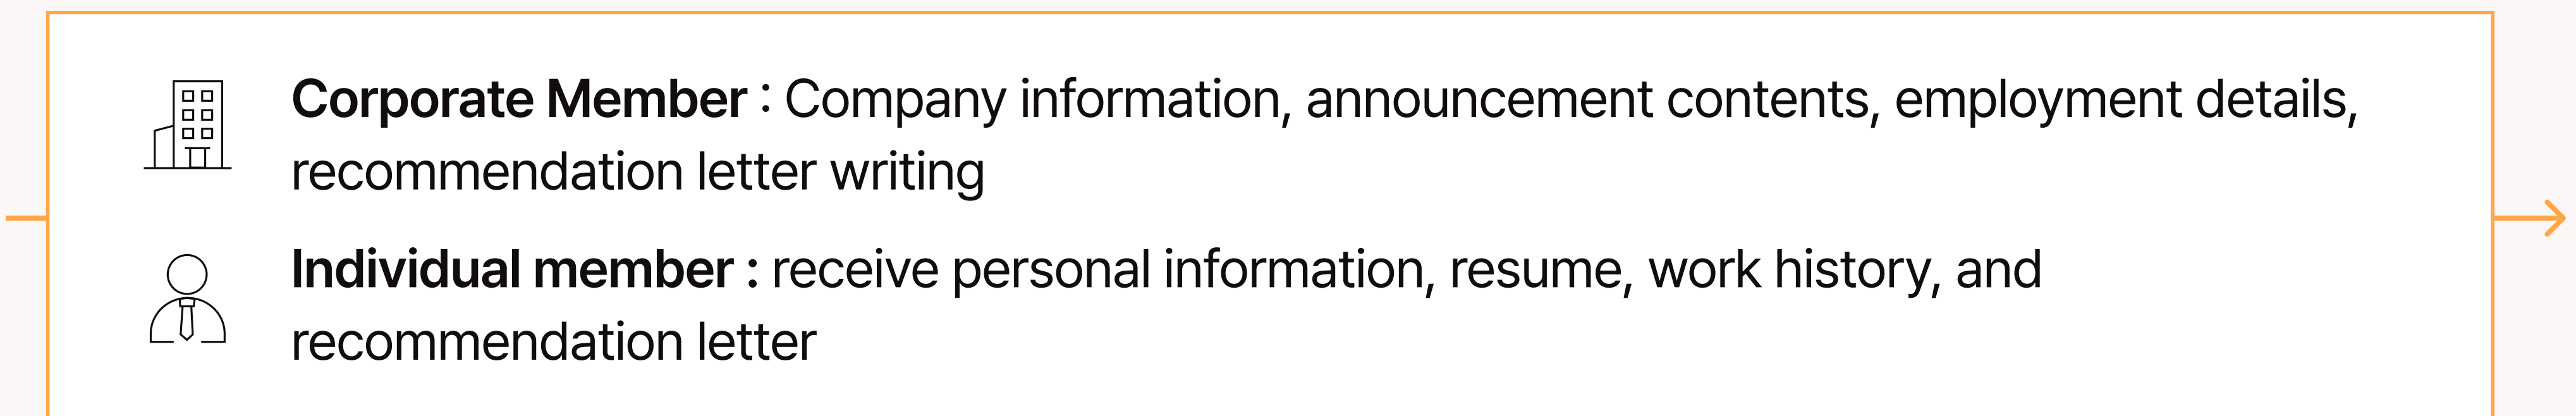 Corporate Member : Company information, announcement contents, employment details,
recommendation letter writing
Individual member : receive personal information, resume, work history, and
recommendation letter